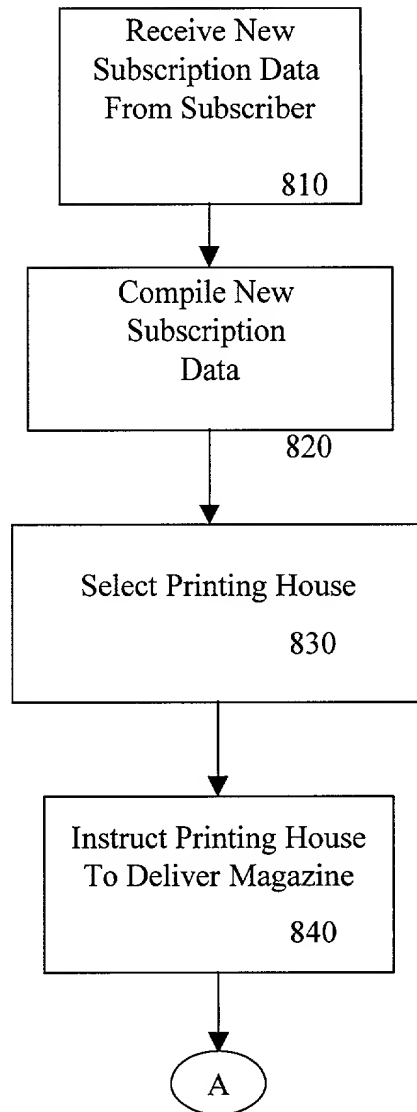 Receive New
Subscription Data
From Subscriber
810
Compile New
Subscription
Data
820
Select Printing House
830
Instruct Printing House
To Deliver Magazine
840
A